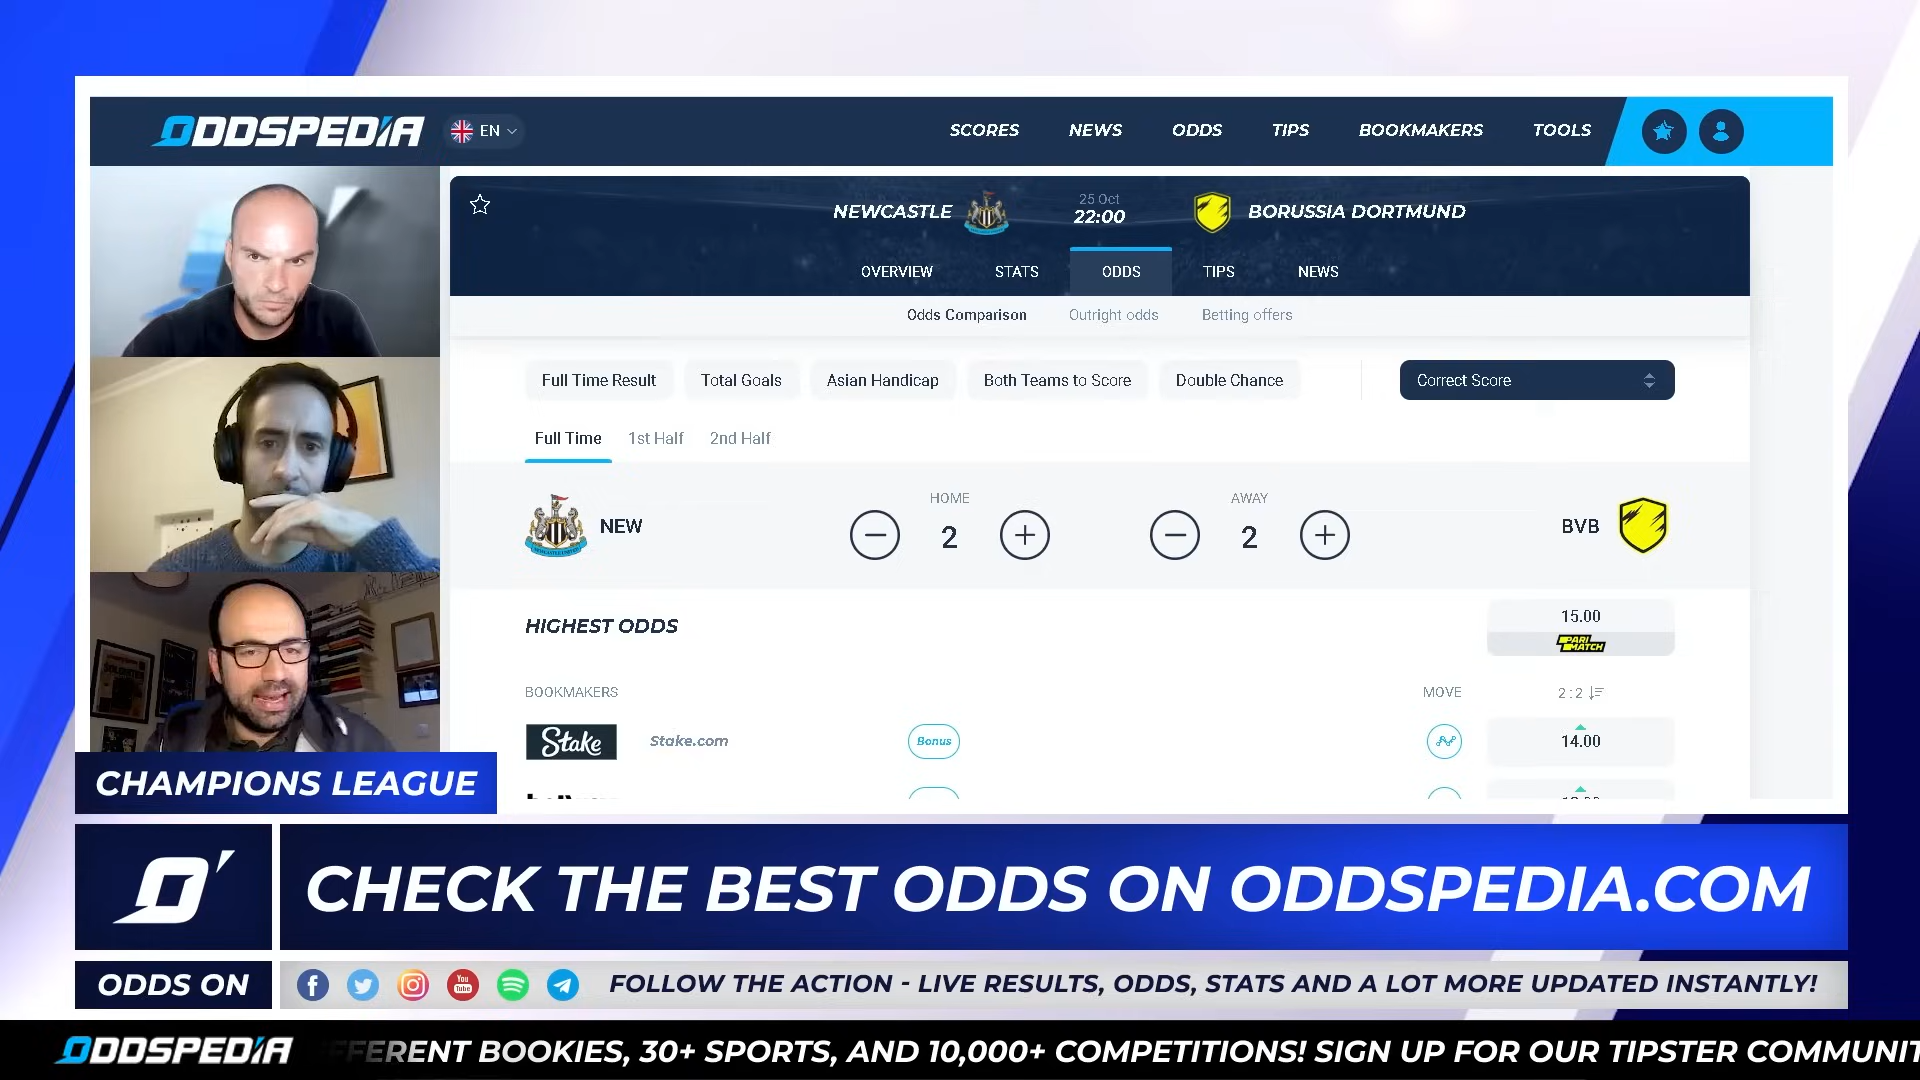 ODDSPEDIA
EN
SCORES
NEWS
ODDS
TIPS
BOOKMAKERS
TOOLS
NEWCASTLE
25 Oct
22:00
BORUSSIA DORTMUND
OVERVIEW
STATS
ODDS
TIPS
NEWS
Odds Comparison
Outright odds
Betting offers
Full Time Result
Total Goals
Asian Handicap
Both Teams to Score
Double Chance
Correct Score
Full Time
1st Half
2nd Half
NEW
HOME
2
AWAY
2
BVB
HIGHEST ODDS
15.00
PARI MATCH
BOOKMAKERS
MOVE
2 : 2
Stake
Stake.com
Bonus
14.00
CHAMPIONS LEAGUE
CHECK THE BEST ODDS ON ODDSPEDIA.COM
ODDS ON
You Tube
FOLLOW THE ACTION - LIVE RESULTS, ODDS, STATS AND A LOT MORE UPDATED INSTANTLY!
ODDSPEDIA
FFERENT BOOKIES, 30+ SPORTS, AND 10,000+ COMPETITIONS! SIGN UP FOR OUR TIPSTER COMMUNIT